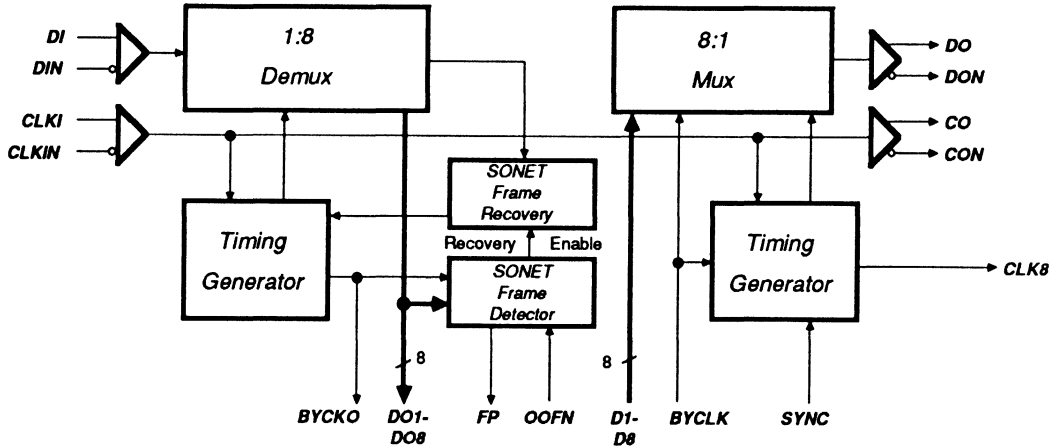 DI
DIN
CLKI
CLKIN
1:8
Demux
8:1
Mux
DO
DON
CO
CON
SONET
Frame
Recovery
Timing
Generator
Recovery Enable
SONET
Frame
Detector
Timing
Generator
CLK8
8
8
BYCKO
DO1-
DO8
FP
OOFN
D1-
D8
BYCLK
SYNC